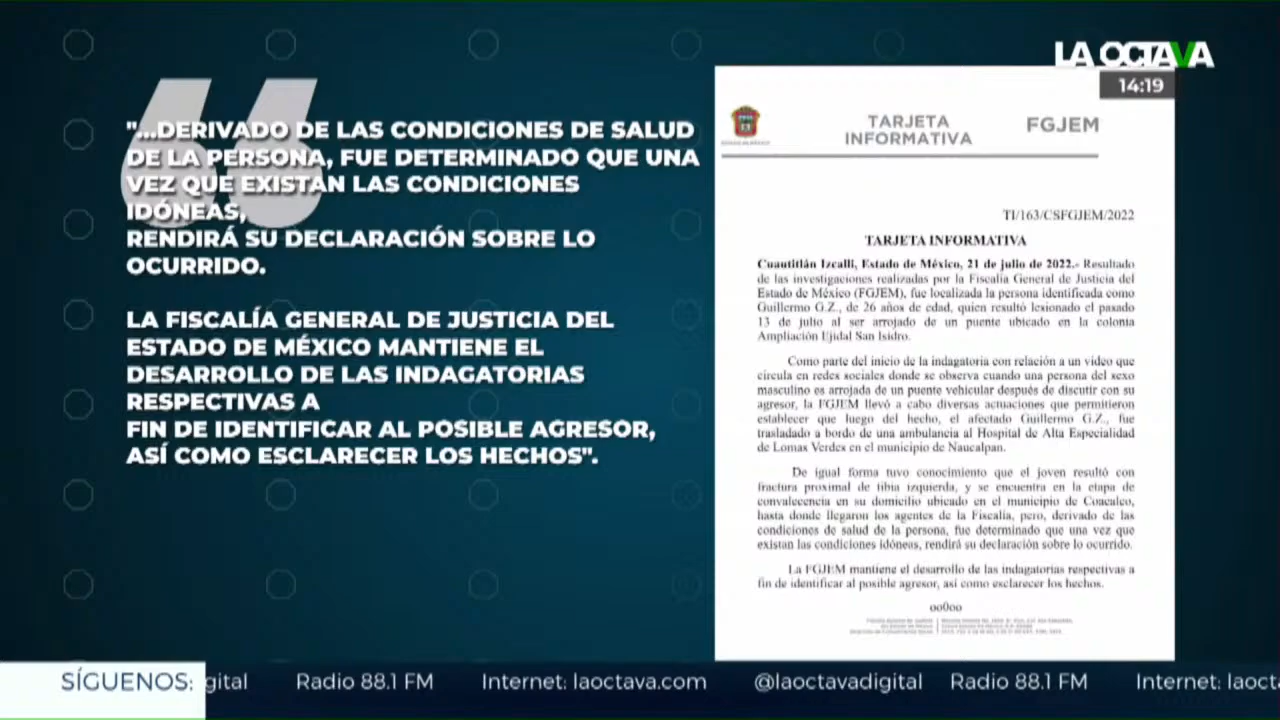 LA OCTAVA
14:19
"...DERIVADO DE LAS CONDICIONES DE SALUD
DE LA PERSONA, FUE DETERMINADO QUE UNA
VEZ QUE EXISTAN LAS CONDICIONES
IDÓNEAS,
RENDIRÁ SU DECLARACIÓN SOBRE LO
OCURRIDO.
LA FISCALÍA GENERAL DE JUSTICIA DEL
ESTADO DE MÉXICO MANTIENE EL
DESARROLLO DE LAS INDAGATORIAS
RESPECTIVAS A
FIN DE IDENTIFICAR AL POSIBLE AGRESOR,
ASÍ COMO ESCLARECER LOS HECHOS".
TARJETA
INFORMATIVA
FGJEM
TI/163/CSFGJEM/2022
TARJETA INFORMATIVA
Cuautitlán Izcalli, Estado de México, 21 de julio de 2022.- Resultado
de las investigaciones realizadas por la Fiscalía General de Justicia del
Estado de México (FGJEM), fue localizada la persona identificada como
Guillermo G.Z., de 26 años de edad, quien resultó lesionado el pasado
13 de julio al ser arrojado de un puente ubicado en la colonia
Ampliación Ejidal San Isidro.
Como parte del inicio de la indagatoria con relación a un video que
circula en redes sociales donde se observa cuando una persona del sexo
masculino es arrojada de un puente vehicular después de discutir con su
agresor, la FGJEM llevó a cabo diversas actuaciones que permitieron
establecer que luego del hecho, el afectado Guillermo G.Z., fue
trasladado a bordo de una ambulancia al Hospital de Alta Especialidad
de Lomas Verdes en el municipio de Naucalpan.
De igual forma tuvo conocimiento que el joven resultó con
fractura proximal de tibia izquierda, y se encuentra en la etapa de
convalecencia en su domicilio ubicado en el municipio de Coacalco,
hasta donde llegaron los agentes de la Fiscalía, pero, derivado de las
condiciones de salud de la persona, fue determinado que una vez que
existan las condiciones idóneas, rendirá su declaración sobre lo ocurrido.
La FGJEM mantiene el desarrollo de las indagatorias respectivas a
fin de identificar al posible agresor, así como esclarecer los hechos.
oo0oo
SÍGUENOS: gital Radio 88.1 FM Internet: laoctava.com @laoctavadigital Radio 88.1 FM Internet: laoct